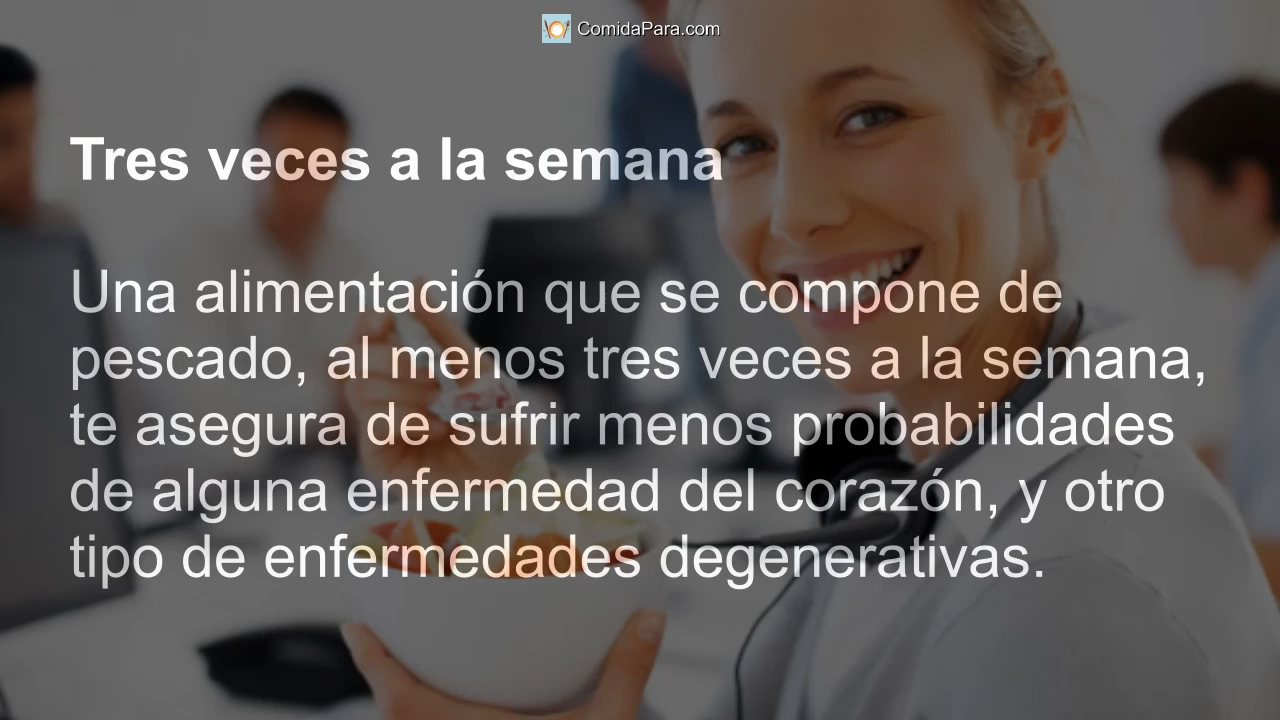 ComidaPara.com
Tres veces a la semana
Una alimentación que se compone de
pescado, al menos tres veces a la semana,
te asegura de sufrir menos probabilidades
de alguna enfermedad del corazón, y otro
tipo de enfermedades degenerativas.